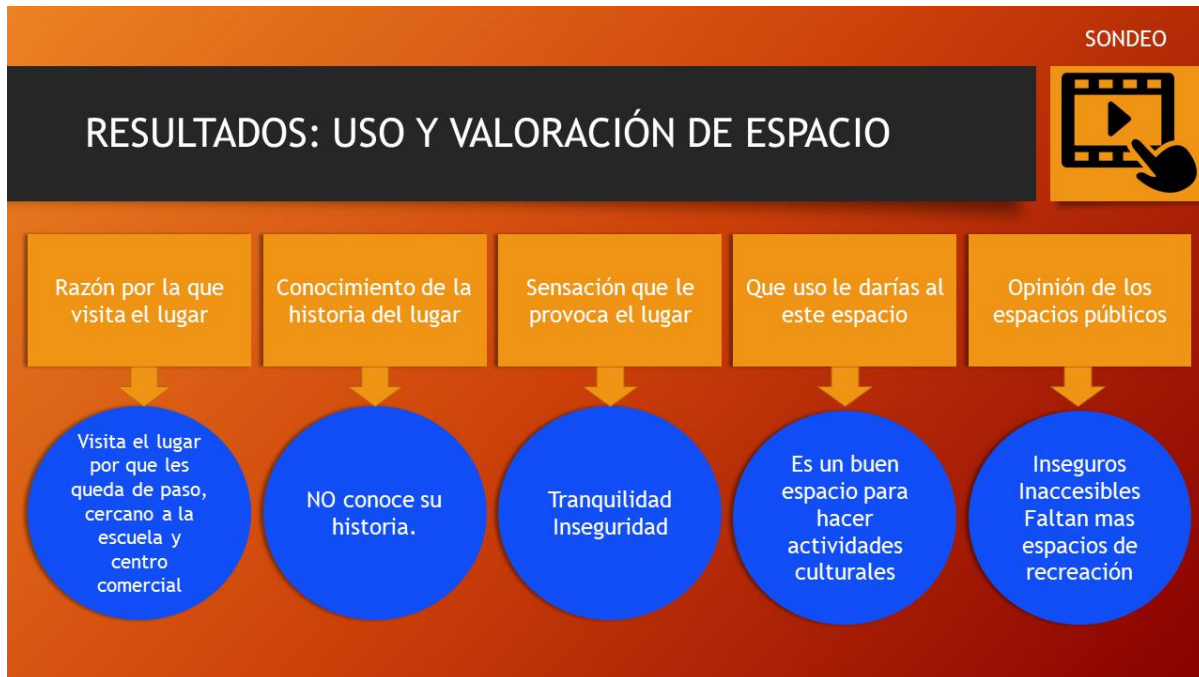 SONDEO
RESULTADOS: USO Y VALORACIÓN DE ESPACIO
Razón por la que
visita el lugar
Conocimiento de la
historia del lugar
Sensación que le
provoca el lugar
Que uso le darías al
este espacio
Opinión de los
espacios públicos
Visita el lugar
por que les
queda de paso,
cercano a la
escuela y
centro
comercial
NO conoce su
historia.
Tranquilidad
Inseguridad
Es un buen
espacio para
hacer
actividades
culturales
Inseguros
Inaccesibles
Faltan mas
espacios de
recreación